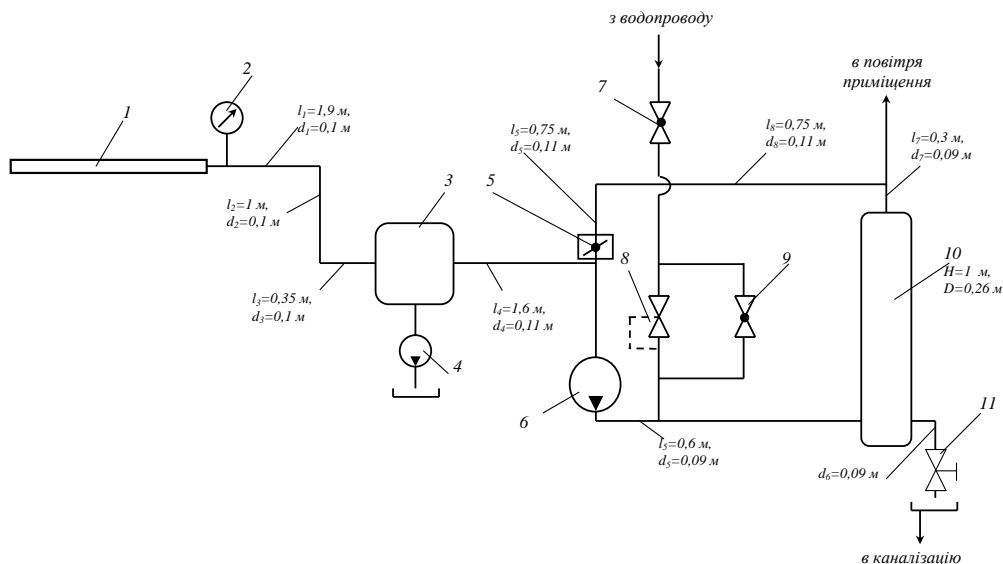 з водопроводу
в повітря
приміщення
1
2
l1=1,9 м,
d1=0,1 м
7
l5=0,75 м,
d5=0,11 м
l8=0,75 м,
d8=0,11 м
l7=0,3 м,
d7=0,09 м
3
5
l2=1 м,
d2=0,1 м
8
9
10
H=1 м,
D=0,26 м
l3=0,35 м,
d3=0,1 м
l4=1,6 м,
d4=0,11 м
4
6
11
l5=0,6 м,
d5=0,09 м
d6=0,09 м
в каналізацію